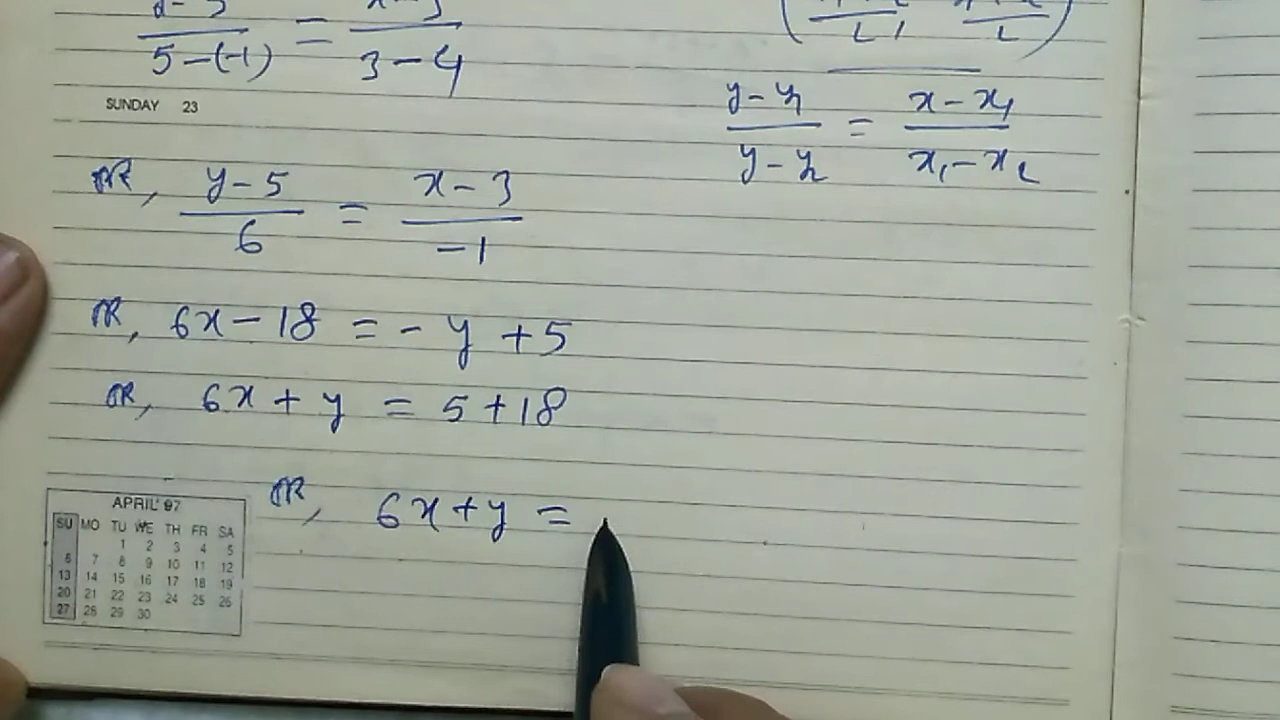 y-5/5-(-1) = x-3/3-4
SUNDAY 23
OR, y-5/6 = x-3/-1
OR, 6x-18 = -y+5
OR, 6x+y = 5+18
OR, 6x+y =
y-y₁/y-y₂ = x-x₁/x₁-x₂
APRIL'97
SU MO TU WE TH FR SA
1 2 3 4 5
6 7 8 9 10 11 12
13 14 15 16 17 18 19
20 21 22 23 24 25 26
27 28 29 30